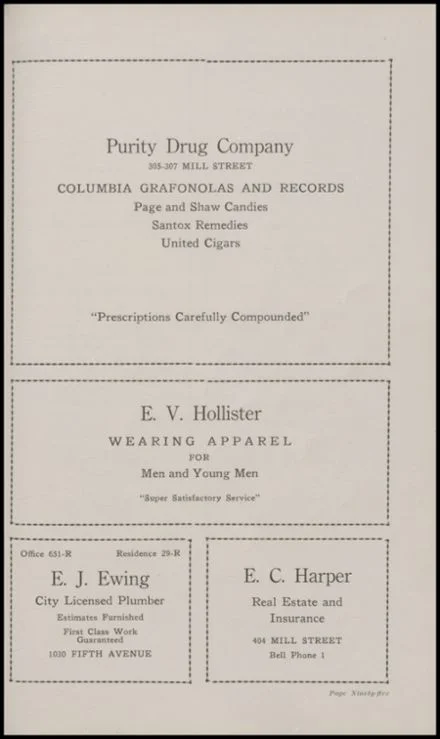 Purity Drug Company
305-307 MILL STREET
COLUMBIA GRAFONOLAS AND RECORDS
Page and Shaw Candies
Santox Remedies
United Cigars
"Prescriptions Carefully Compounded"
E. V. Hollister
WEARING APPAREL
FOR
Men and Young Men
"Super Satisfactory Service"
Office 651-R Residence 29-R
E. J. Ewing
City Licensed Plumber
Estimates Furnished
First Class Work
Guaranteed
1030 FIFTH AVENUE
E. C. Harper
Real Estate and
Insurance
404 MILL STREET
Bell Phone 1
Page Ninety-five